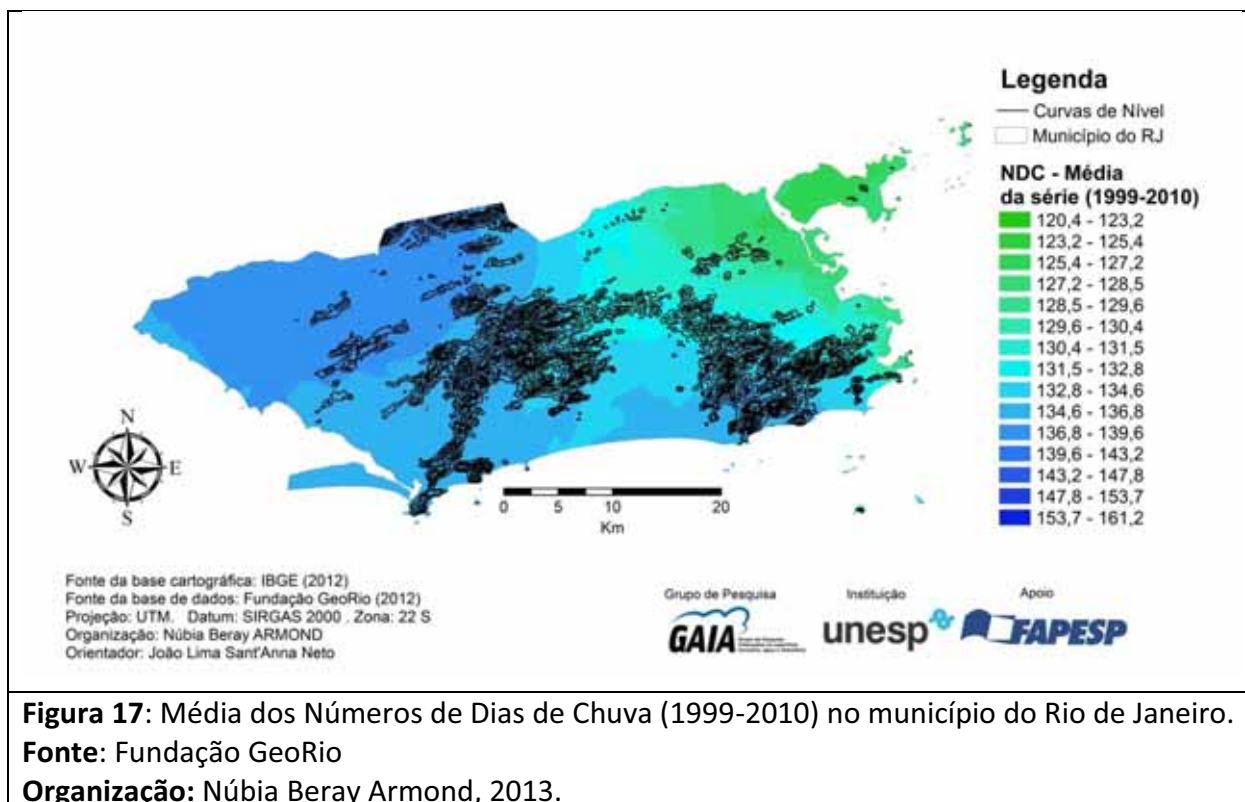 Legenda
Curvas de Nível
Município do RJ
NDC - Média
da série (1999-2010)
120,4 - 123,2
123,2 - 125,4
125,4 - 127,2
127,2 - 128,5
128,5 - 129,6
129,6 - 130,4
130,4 - 131,5
131,5 - 132,8
132,8 - 134,6
134,6 - 136,8
136,8 - 139,6
139,6 - 143,2
143,2 - 147,8
147,8 - 153,7
153,7 - 161,2
N
W E
S
0 5 10 20
Km
Fonte da base cartográfica: IBGE (2012)
Fonte da base de dados: Fundação GeoRio (2012)
Projeção: UTM. Datum: SIRGAS 2000 . Zona: 22 S
Organização: Núbia Beray ARMOND
Orientador: João Lima Sant'Anna Neto
Grupo de Pesquisa
GAIA
Instituição
unesp
Apoio
FAPESP
Figura 17: Média dos Números de Dias de Chuva (1999-2010) no município do Rio de Janeiro.
Fonte: Fundação GeoRio
Organização: Núbia Beray Armond, 2013.